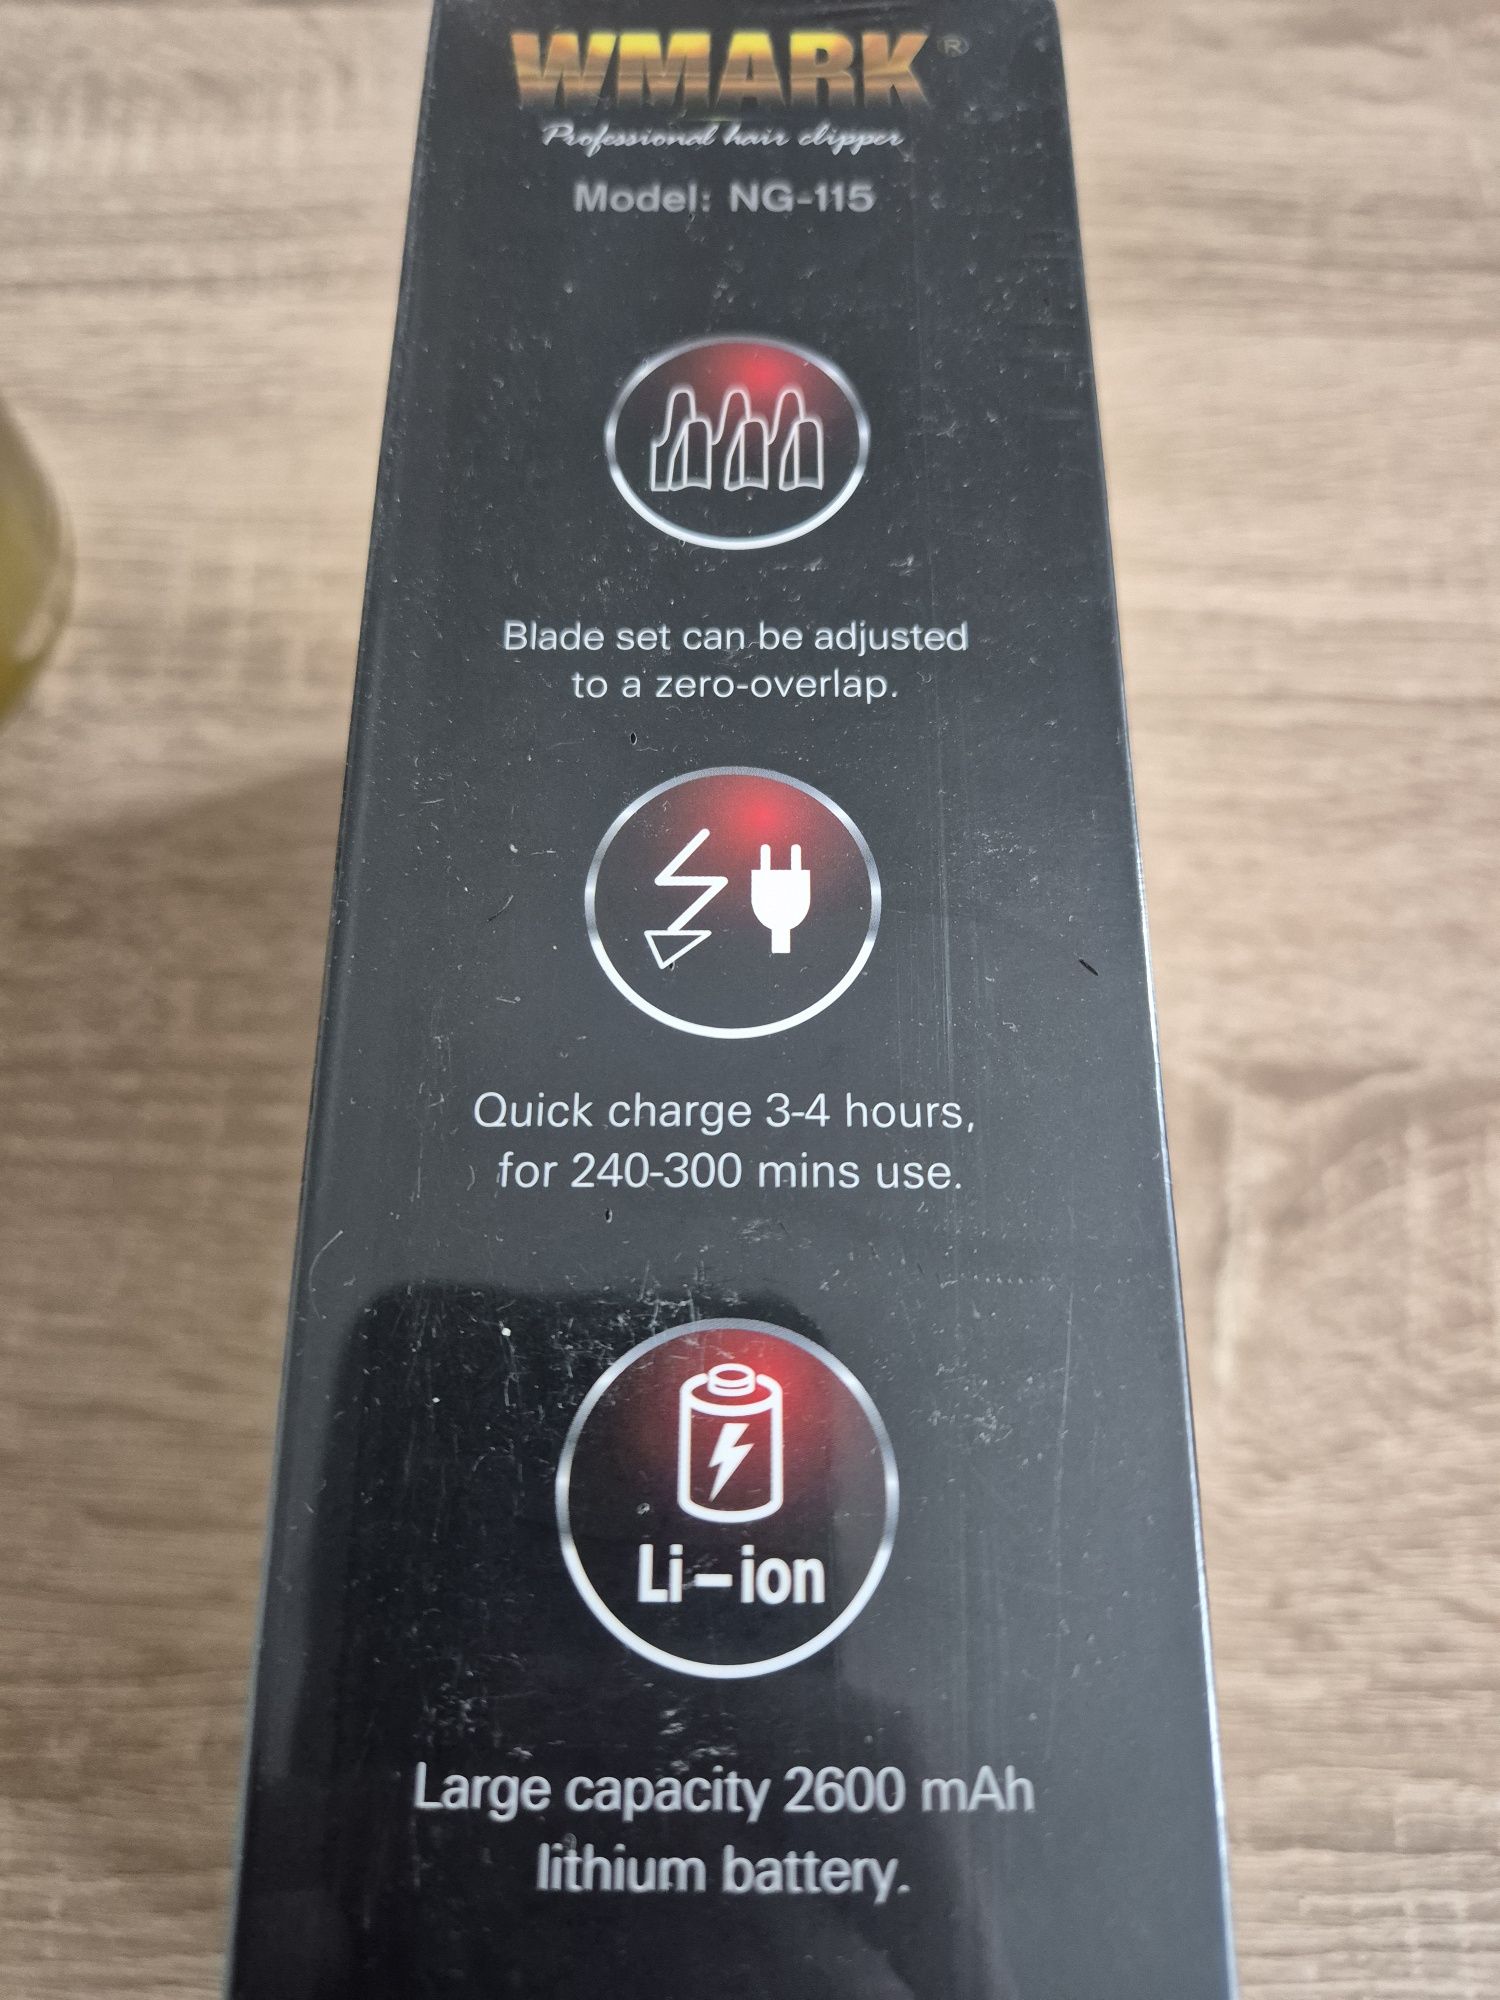 WMARK®
Professional hair clipper
Model: NG-115
Blade set can be adjusted
to a zero-overlap.
Quick charge 3-4 hours,
for 240-300 mins use.
Li-ion
Large capacity 2600 mAh
lithium battery.